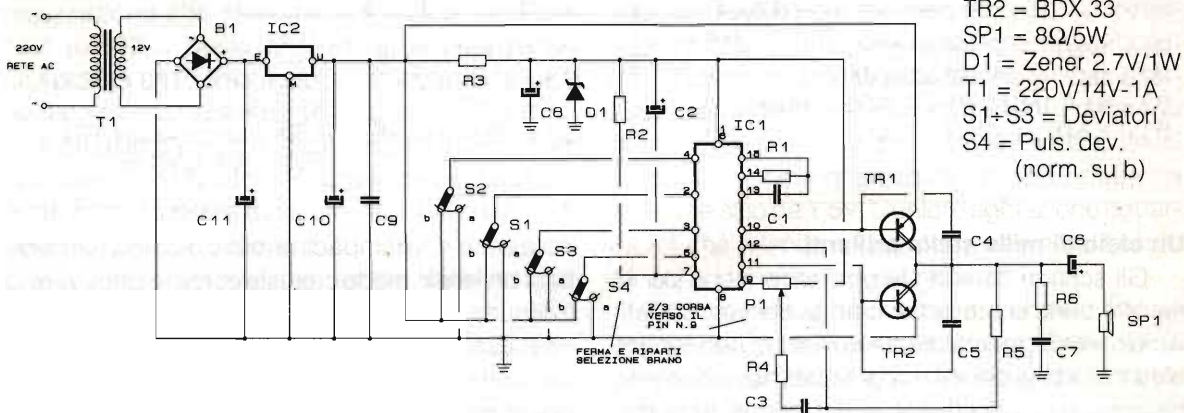 TR2 = BDX 33
SP1 = 8Ω/5W
D1 = Zener 2.7V/1W
T1 = 220V/14V-1A
S1÷S3 = Deviatori
S4 = Puls. dev.
(norm. su b)
220V
RETE AC
12V
T1
B1
IC2
E
U
M
C11
C10
C9
R3
C8
D1
R2
C2
IC1
S2
S1
S3
S4
b
a
b
a
b
a
b
a
1
6
4
2
3
5
7
8
15
14
13
10
12
11
9
R1
C1
P1
2/3 CORSA
VERSO IL
PIN N.9
FERMA E RIPARTI
SELEZIONE BRANO
R4
C3
TR1
TR2
C4
C5
R5
C6
R6
C7
SP1